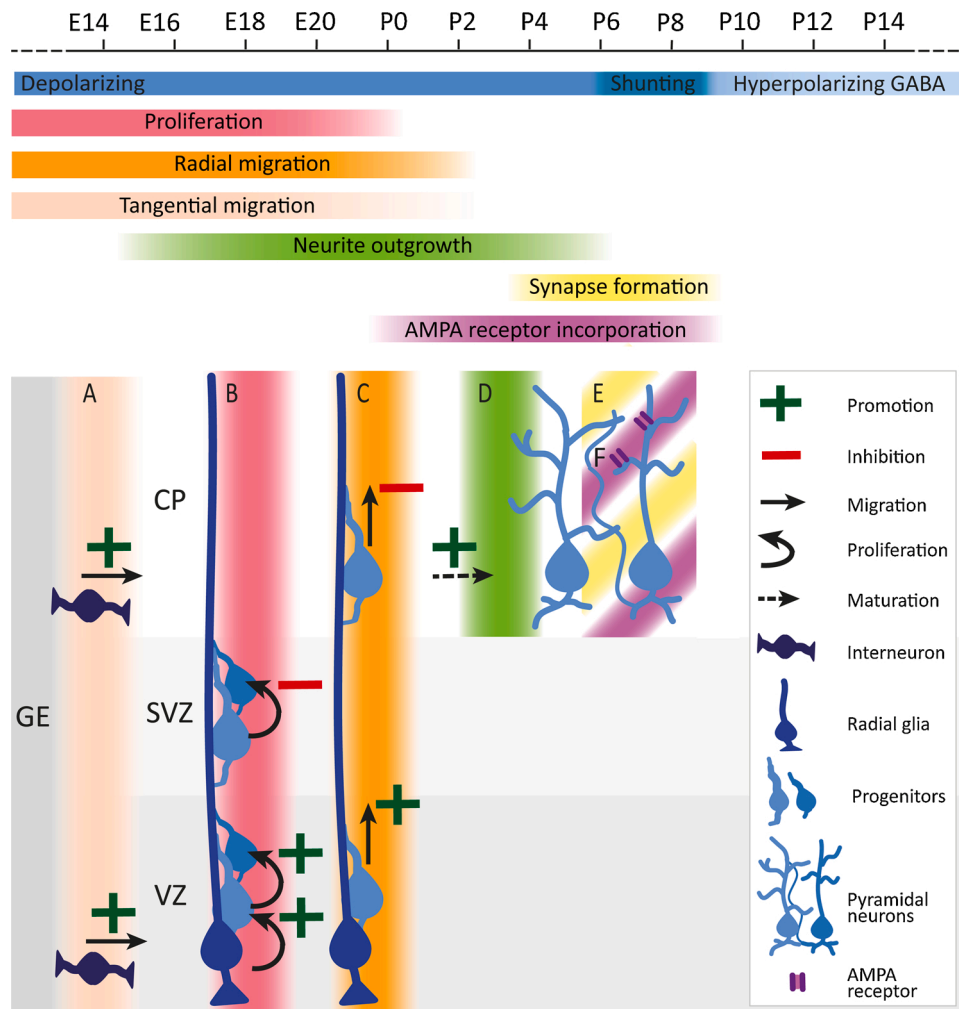 E14 E16 E18 E20 P0 P2 P4 P6 P8 P10 P12 P14
Depolarizing Shunting Hyperpolarizing GABA
Proliferation
Radial migration
Tangential migration
Neurite outgrowth
Synapse formation
AMPA receptor incorporation
A B C D E
F
CP
GE
SVZ
VZ
Promotion
Inhibition
Migration
Proliferation
Maturation
Interneuron
Radial glia
Progenitors
Pyramidal
neurons
AMPA
receptor